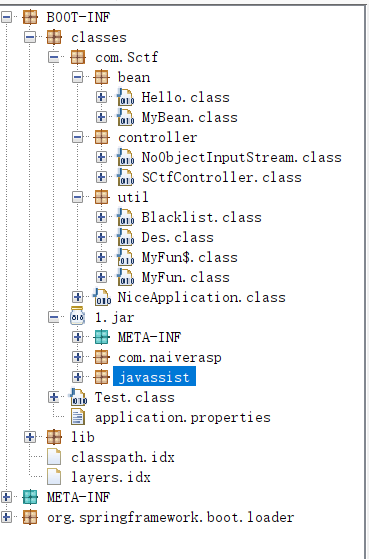 BOOT-INF
classes
com.Sctf
bean
Hello.class
MyBean.class
controller
NoObjectInputStream.class
SCtfController.class
util
Blacklist.class
Des.class
MyFun$.class
MyFun.class
NiceApplication.class
1.jar
META-INF
com.naiverasp
javassist
Test.class
application.properties
lib
classpath.idx
layers.idx
META-INF
org.springframework.boot.loader